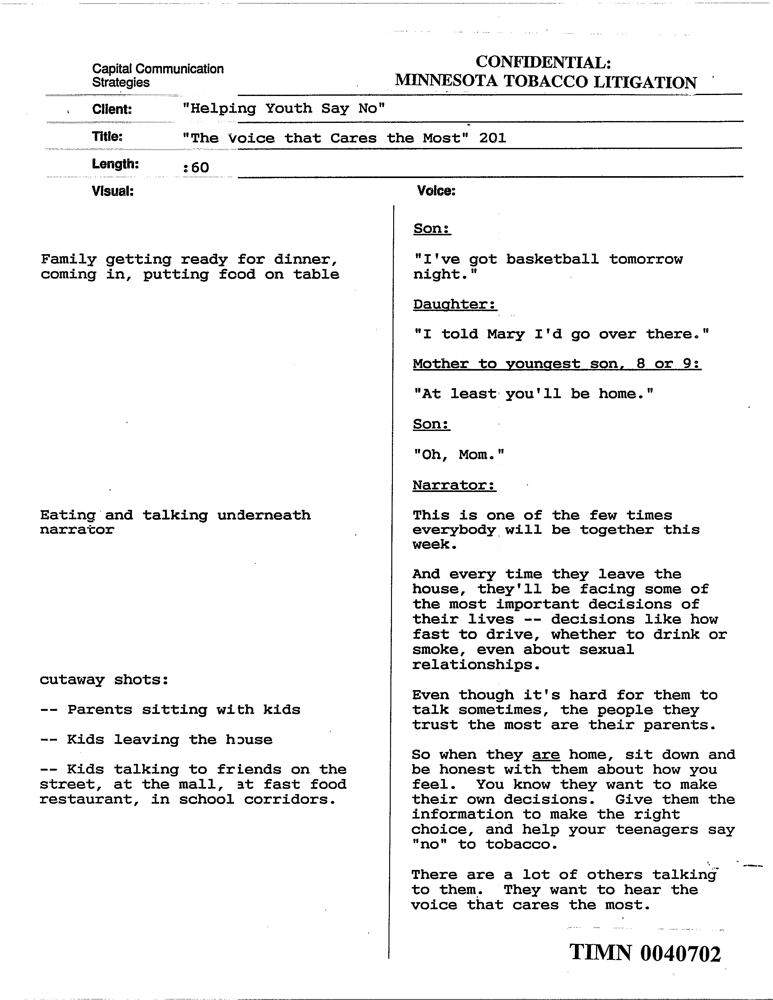 Capital Communication
Strategies
CONFIDENTIAL:
MINNESOTA TOBACCO LITIGATION
Client: "Helping Youth Say No"
Title: "The Voice that Cares the Most" 201
Length: :60
Visual:
Voice:
Son:
Family getting ready for dinner,
coming in, putting food on table
"I've got basketball tomorrow
night."
Daughter:
"I told Mary I'd go over there."
Mother to youngest son, 8 or 9:
"At least you'll be home."
Son:
"Oh, Mom."
Narrator:
Eating and talking underneath
narrator
This is one of the few times
everybody will be together this
week.
And every time they leave the
house, they'll be facing some of
the most important decisions of
their lives -- decisions like how
fast to drive, whether to drink or
smoke, even about sexual
relationships.
cutaway shots:
-- Parents sitting with kids
-- Kids leaving the house
-- Kids talking to friends on the
street, at the mall, at fast food
restaurant, in school corridors.
Even though it's hard for them to
talk sometimes, the people they
trust the most are their parents.
So when they are home, sit down and
be honest with them about how you
feel. You know they want to make
their own decisions. Give them the
information to make the right
choice, and help your teenagers say
"no" to tobacco.
There are a lot of others talking
to them. They want to hear the
voice that cares the most.
TIMN 0040702